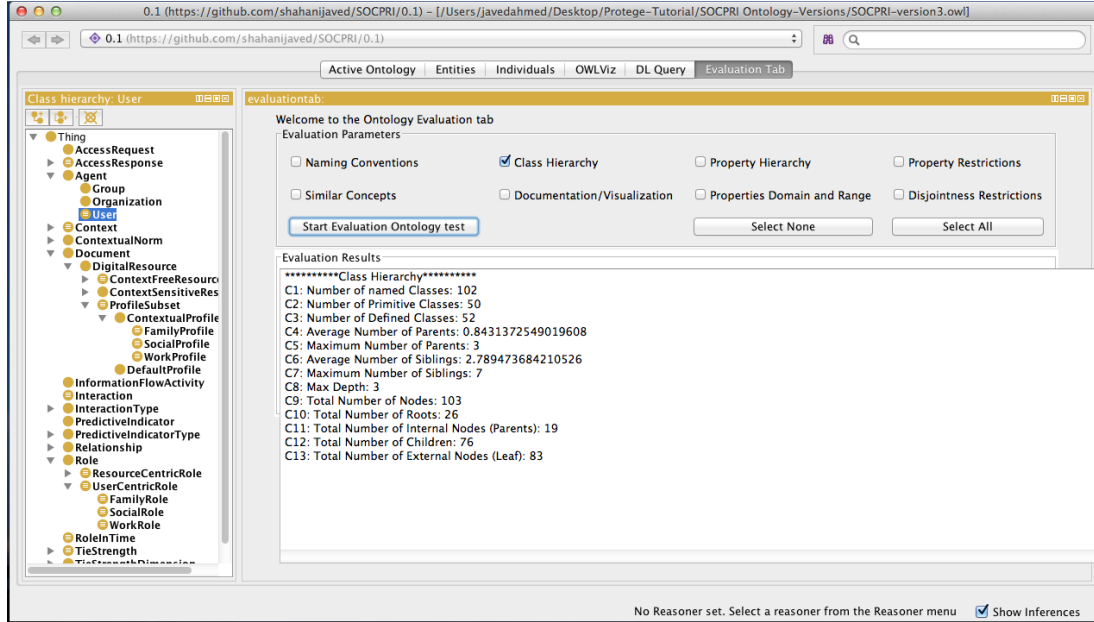 0.1 (https://github.com/shahanijaved/SOCPRI/0.1) – [/Users/javedahmed/Desktop/Protege-Tutorial/SOCPRI Ontology-Versions/SOCPRI-version3.owl]
0.1 (https://github.com/shahanijaved/SOCPRI/0.1)
Active Ontology Entities Individuals OWLViz DL Query Evaluation Tab
Class hierarchy: User
Thing
AccessRequest
AccessResponse
Agent
Group
Organization
User
Context
ContextualNorm
Document
DigitalResource
ContextFreeResourc
ContextSensitiveRes
ProfileSubset
ContextualProfile
FamilyProfile
SocialProfile
WorkProfile
DefaultProfile
InformationFlowActivity
Interaction
InteractionType
PredictiveIndicator
PredictiveIndicatorType
Relationship
Role
ResourceCentricRole
UserCentricRole
FamilyRole
SocialRole
WorkRole
RoleInTime
TieStrength
TieStrengthDimension
evaluationtab:
Welcome to the Ontology Evaluation tab
Evaluation Parameters
Naming Conventions Class Hierarchy Property Hierarchy Property Restrictions
Similar Concepts Documentation/Visualization Properties Domain and Range Disjointness Restrictions
Start Evaluation Ontology test Select None Select All
Evaluation Results
**********Class Hierarchy**********
C1: Number of named Classes: 102
C2: Number of Primitive Classes: 50
C3: Number of Defined Classes: 52
C4: Average Number of Parents: 0.8431372549019608
C5: Maximum Number of Parents: 3
C6: Average Number of Siblings: 2.789473684210526
C7: Maximum Number of Siblings: 7
C8: Max Depth: 3
C9: Total Number of Nodes: 103
C10: Total Number of Roots: 26
C11: Total Number of Internal Nodes (Parents): 19
C12: Total Number of Children: 76
C13: Total Number of External Nodes (Leaf): 83
No Reasoner set. Select a reasoner from the Reasoner menu Show Inferences